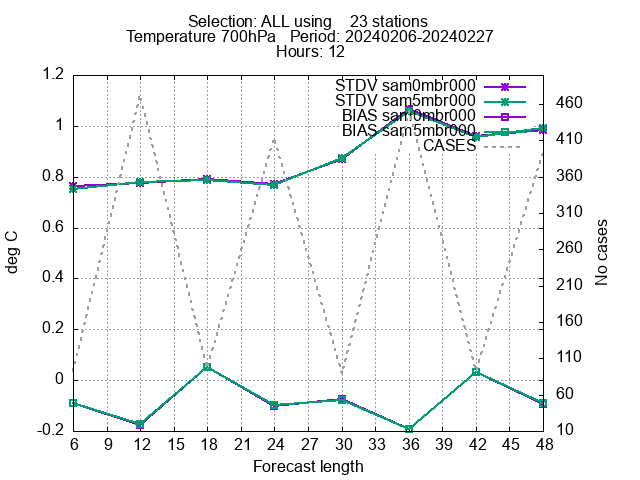 Selection: ALL using    23 stations
Temperature 700hPa   Period: 20240206-20240227
Hours: 12
STDV sam0mbr000
STDV sam5mbr000
BIAS sam0mbr000
BIAS sam5mbr000
CASES
1.2
1
0.8
0.6
0.4
0.2
0
-0.2
deg C
460
410
360
310
260
210
160
110
60
10
No cases
6 9 12 15 18 21 24 27 30 33 36 39 42 45 48
Forecast length